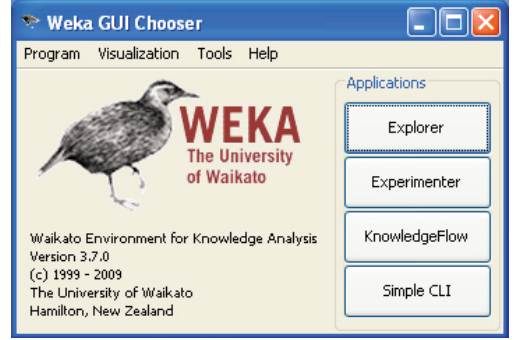 Weka GUI Chooser
Program Visualization Tools Help
WEKA
The University
of Waikato
Waikato Environment for Knowledge Analysis
Version 3.7.0
(c) 1999 - 2009
The University of Waikato
Hamilton, New Zealand
Applications
Explorer
Experimenter
KnowledgeFlow
Simple CLI